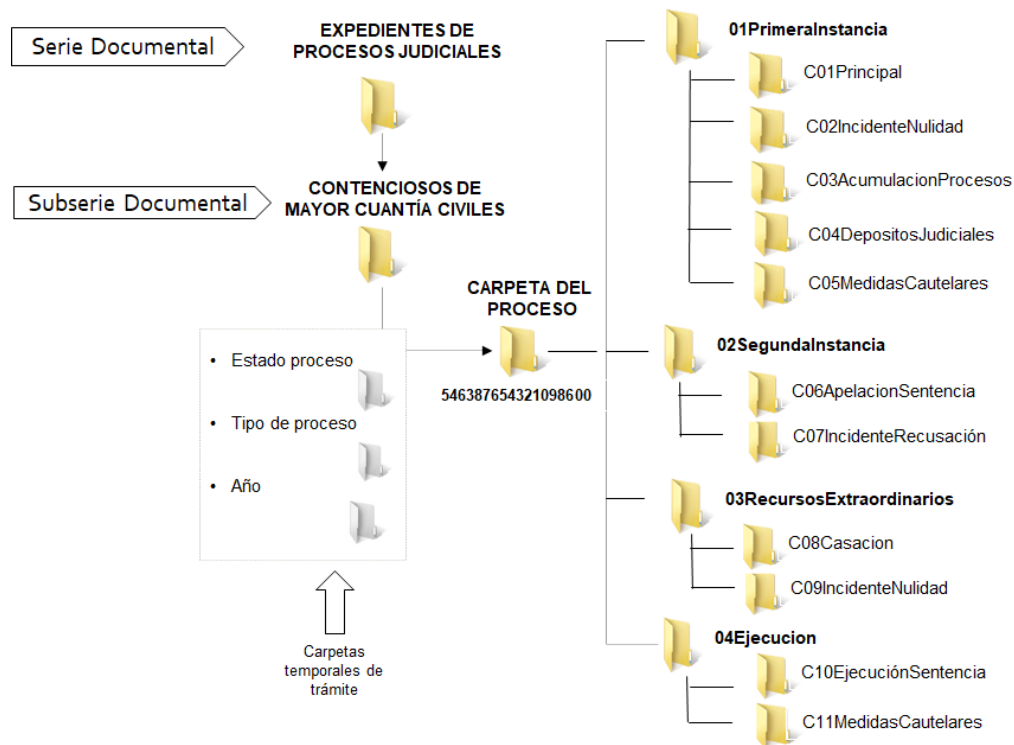 Serie Documental
EXPEDIENTES DE
PROCESOS JUDICIALES
Subserie Documental
CONTENCIOSOS DE
MAYOR CUANTÍA CIVILES
• Estado proceso
• Tipo de proceso
• Año
Carpetas
temporales de
trámite
CARPETA DEL
PROCESO
546387654321098600
01PrimeraInstancia
C01Principal
C02IncidenteNulidad
C03AcumulacionProcesos
C04DepositosJudiciales
C05MedidasCautelares
02SegundaInstancia
C06ApelacionSentencia
C07IncidenteRecusación
03RecursosExtraordinarios
C08Casacion
C09IncidenteNulidad
04Ejecucion
C10EjecuciónSentencia
C11MedidasCautelares